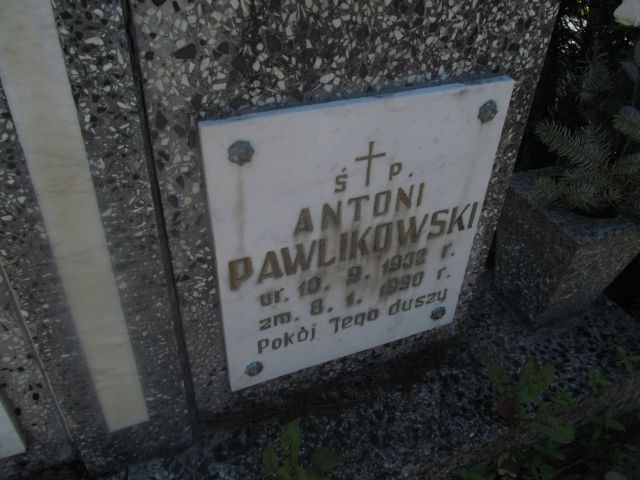 Ś P.
ANTONI
PAWLIKOWSKI
ur. 10. 9. 1932 r.
zm. 8. 1. 1990 r.
Pokój Jego duszy